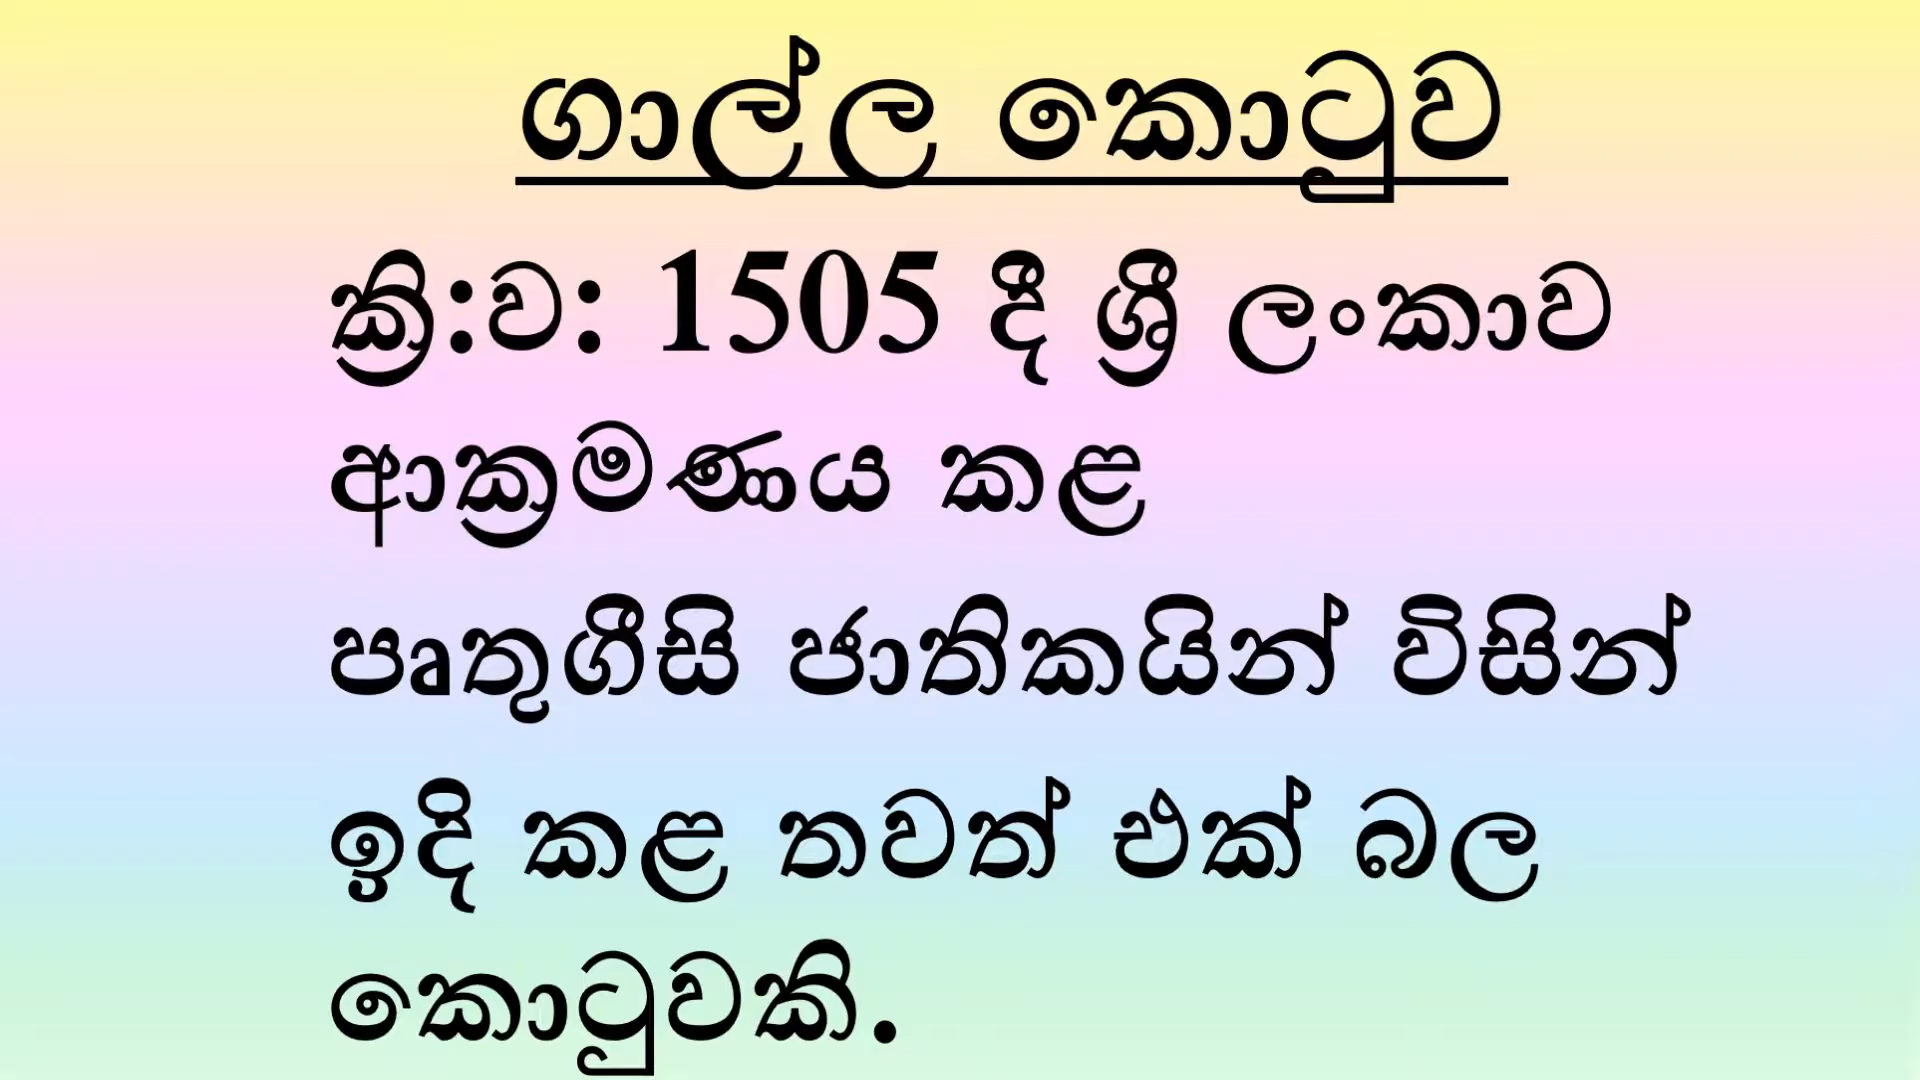 ගාල්ල කොටුව
ක්‍රි:ව: 1505 දී ශ්‍රී ලංකාව
ආක්‍රමණය කළ
පෘතුගීසි ජාතිකයින් විසින්
ඉදි කළ තවත් එක් බල
කොටුවකි.